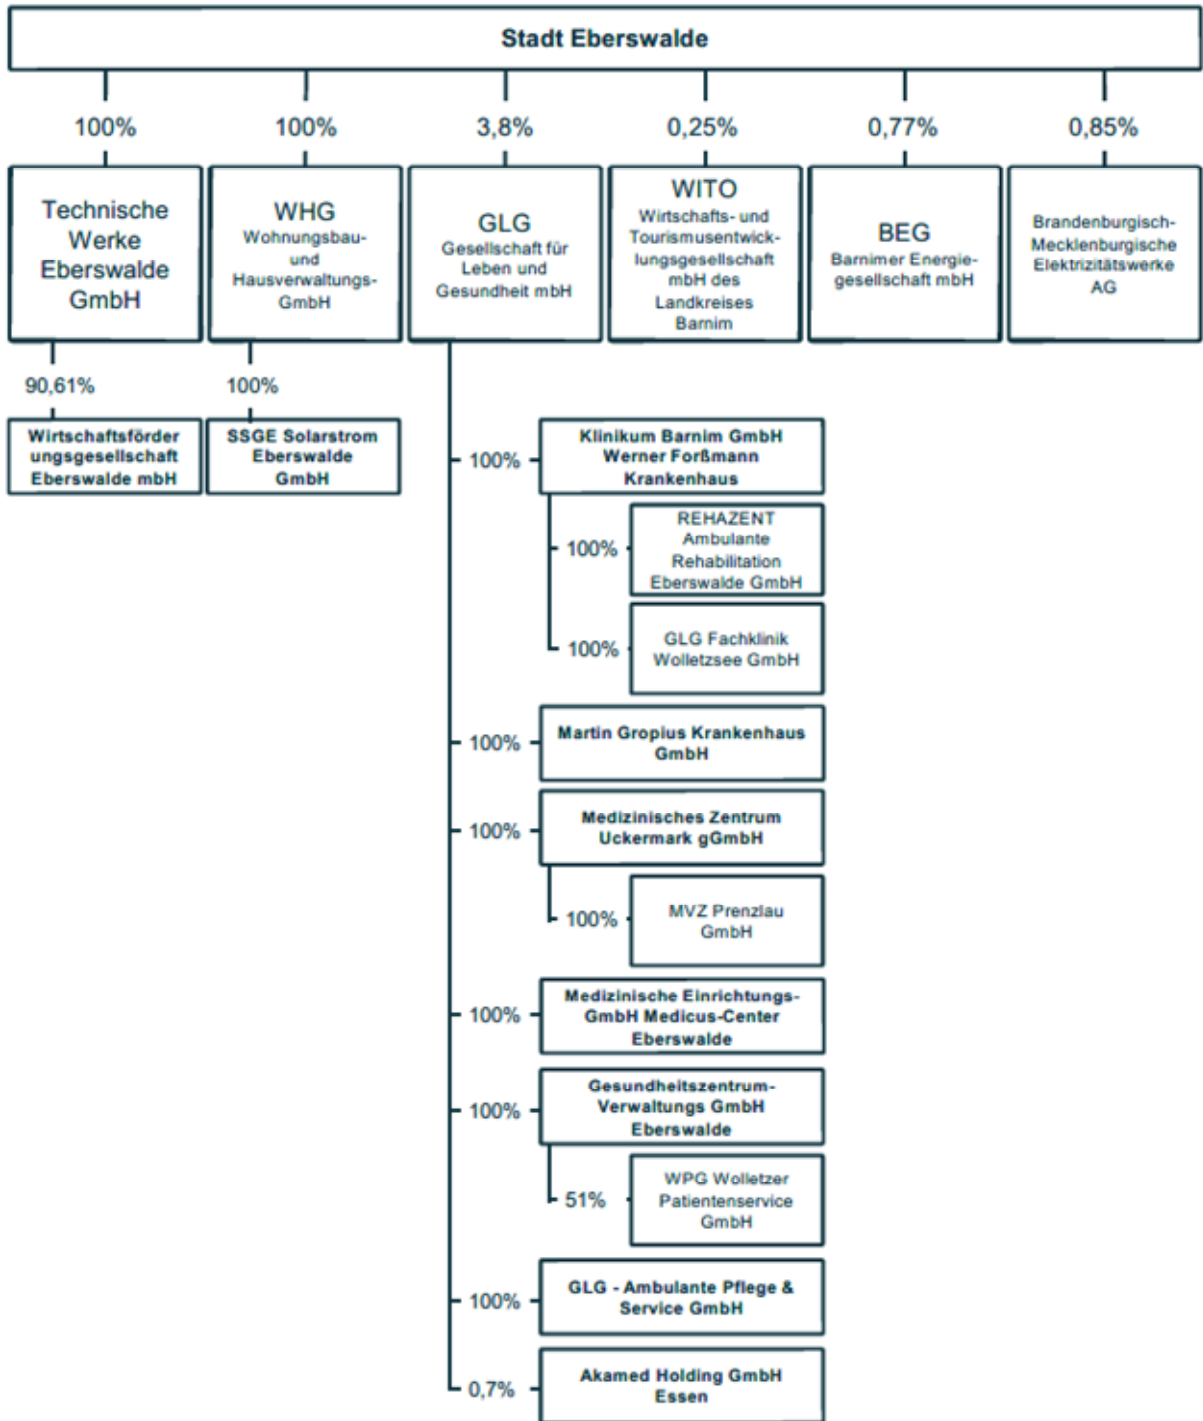 Stadt Eberswalde
100%
100%
3,8%
0,25%
0,77%
0,85%
Technische
Werke
Eberswalde
GmbH
WHG
Wohnungsbau-
und
Hausverwaltungs-
GmbH
GLG
Gesellschaft für
Leben und
Gesundheit mbH
WITO
Wirtschafts- und
Tourismusentwick-
lungsgesellschaft
mbH des
Landkreises
Barnim
BEG
Barnimer Energie-
gesellschaft mbH
Brandenburgisch-
Mecklenburgische
Elektrizitätswerke
AG
90,61%
100%
Wirtschaftsförder
ungsgesellschaft
Eberswalde mbH
SSGE Solarstrom
Eberswalde
GmbH
100%
Klinikum Barnim GmbH
Werner Forßmann
Krankenhaus
100%
REHAZENT
Ambulante
Rehabilitation
Eberswalde GmbH
100%
GLG Fachklinik
Wolletzsee GmbH
100%
Martin Gropius Krankenhaus
GmbH
100%
Medizinisches Zentrum
Uckermark gGmbH
100%
MVZ Prenzlau
GmbH
100%
Medizinische Einrichtungs-
GmbH Medicus-Center
Eberswalde
100%
Gesundheitszentrum-
Verwaltungs GmbH
Eberswalde
51%
WPG Wolletzer
Patientenservice
GmbH
100%
GLG - Ambulante Pflege &
Service GmbH
0,7%
Akamed Holding GmbH
Essen